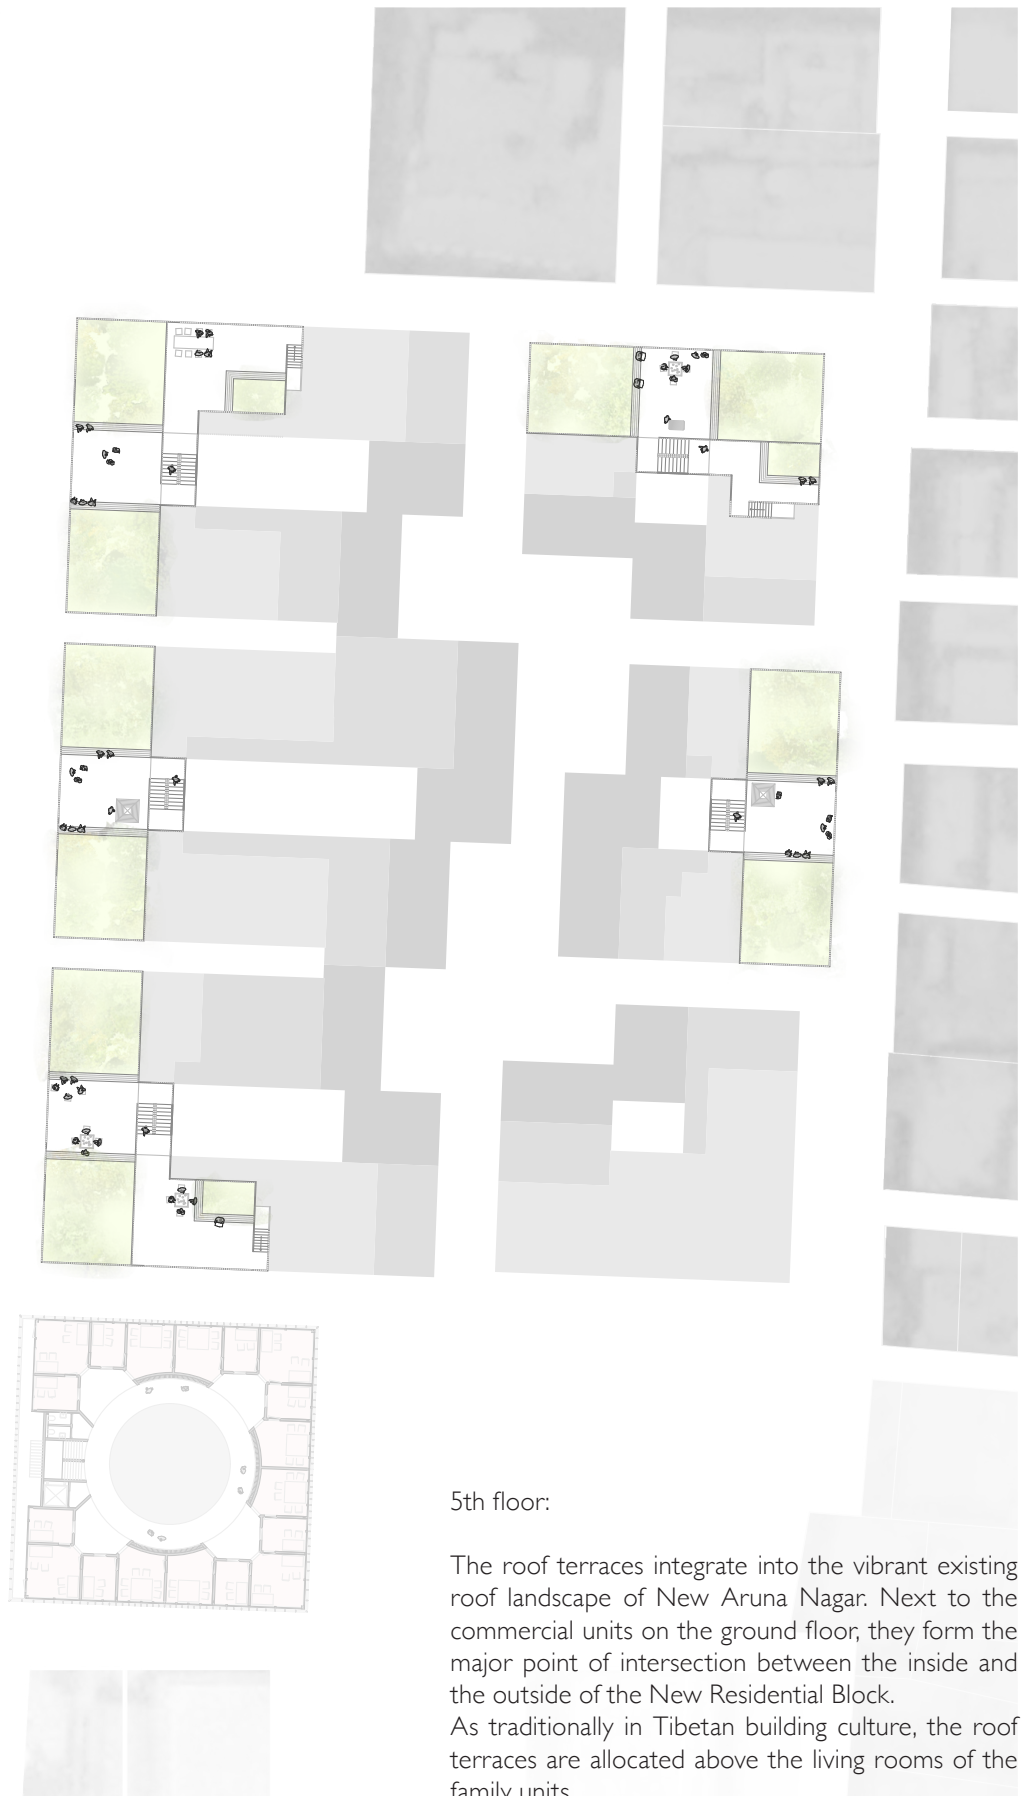 5th floor:
The roof terraces integrate into the vibrant existing
roof landscape of New Aruna Nagar. Next to the
commercial units on the ground floor, they form the
major point of intersection between the inside and
the outside of the New Residential Block.
As traditionally in Tibetan building culture, the roof
terraces are allocated above the living rooms of the
family units.